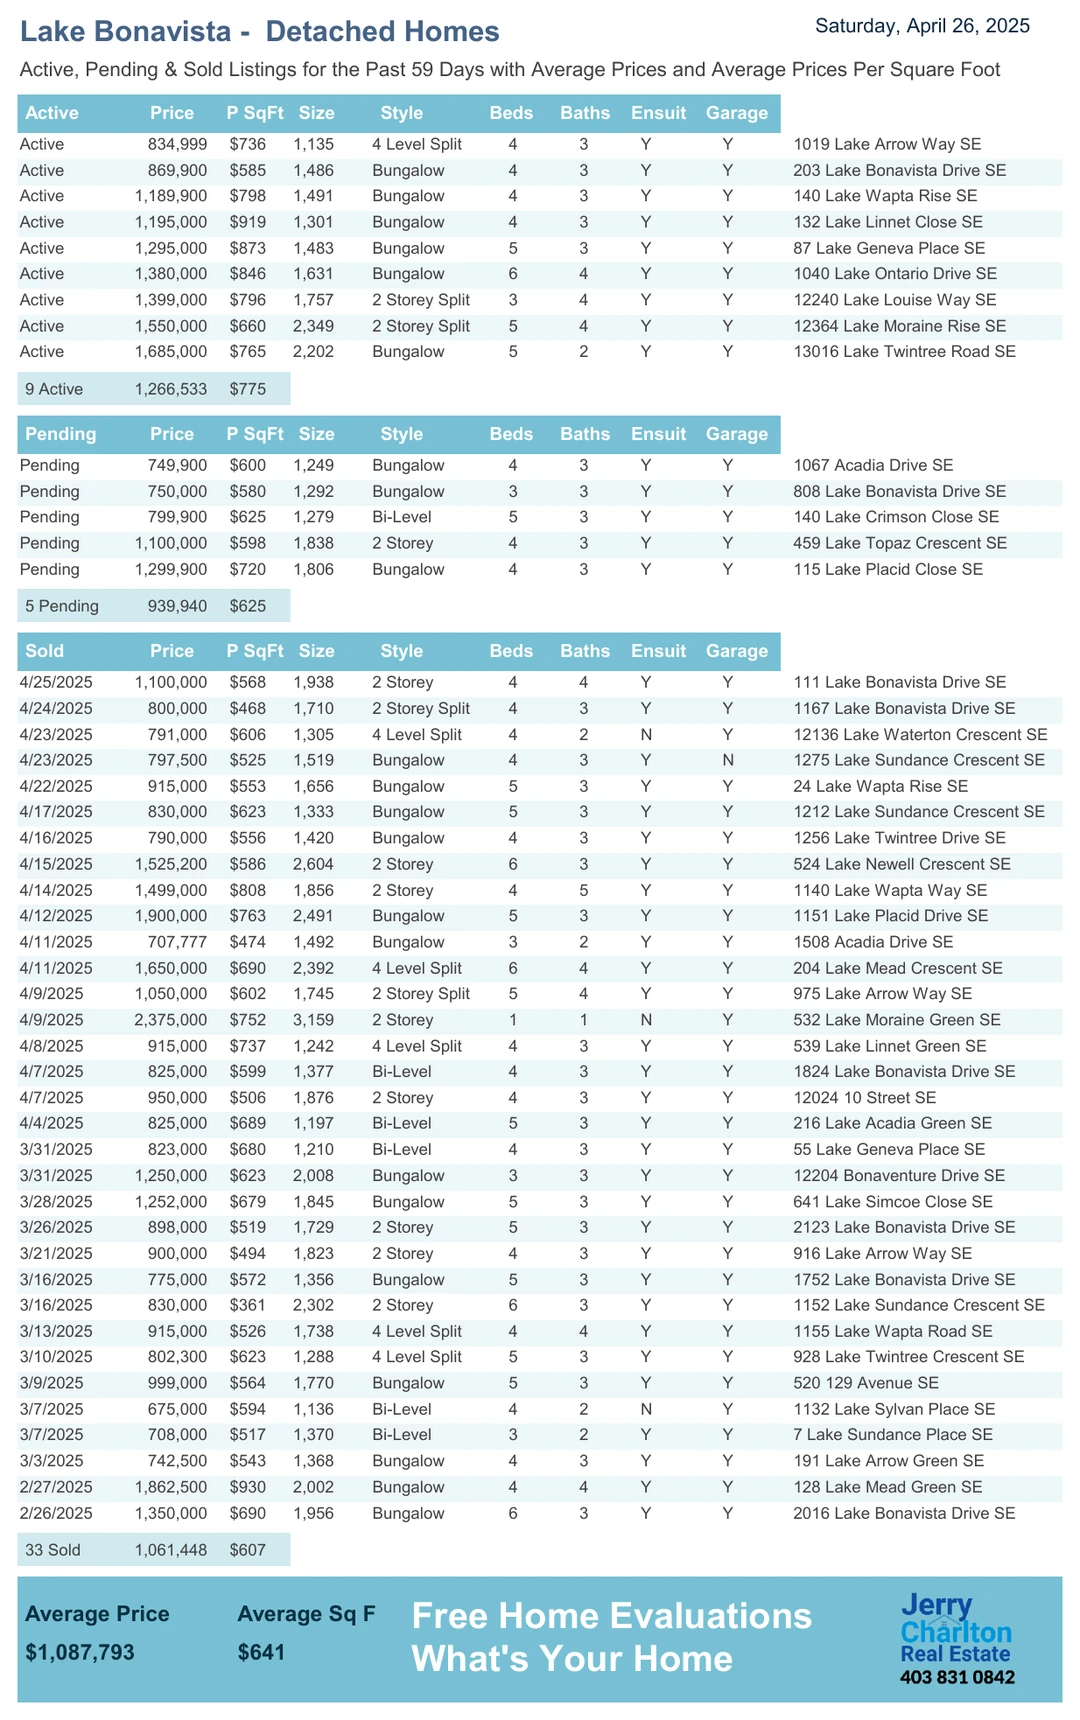 Lake Bonavista -  Detached Homes
Saturday, April 26, 2025
Active, Pending & Sold Listings for the Past 59 Days with Average Prices and Average Prices Per Square Foot
Active Price P SqFt Size Style Beds Baths Ensuit Garage
Active 834,999 $736 1,135 4 Level Split 4 3 Y Y 1019 Lake Arrow Way SE
Active 869,900 $585 1,486 Bungalow 4 3 Y Y 203 Lake Bonavista Drive SE
Active 1,189,900 $798 1,491 Bungalow 4 3 Y Y 140 Lake Wapta Rise SE
Active 1,195,000 $919 1,301 Bungalow 4 3 Y Y 132 Lake Linnet Close SE
Active 1,295,000 $873 1,483 Bungalow 5 3 Y Y 87 Lake Geneva Place SE
Active 1,380,000 $846 1,631 Bungalow 6 4 Y Y 1040 Lake Ontario Drive SE
Active 1,399,000 $796 1,757 2 Storey Split 3 4 Y Y 12240 Lake Louise Way SE
Active 1,550,000 $660 2,349 2 Storey Split 5 4 Y Y 12364 Lake Moraine Rise SE
Active 1,685,000 $765 2,202 Bungalow 5 2 Y Y 13016 Lake Twintree Road SE
9 Active 1,266,533 $775
Pending Price P SqFt Size Style Beds Baths Ensuit Garage
Pending 749,900 $600 1,249 Bungalow 4 3 Y Y 1067 Acadia Drive SE
Pending 750,000 $580 1,292 Bungalow 3 3 Y Y 808 Lake Bonavista Drive SE
Pending 799,900 $625 1,279 Bi-Level 5 3 Y Y 140 Lake Crimson Close SE
Pending 1,100,000 $598 1,838 2 Storey 4 3 Y Y 459 Lake Topaz Crescent SE
Pending 1,299,900 $720 1,806 Bungalow 4 3 Y Y 115 Lake Placid Close SE
5 Pending 939,940 $625
Sold Price P SqFt Size Style Beds Baths Ensuit Garage
4/25/2025 1,100,000 $568 1,938 2 Storey 4 4 Y Y 111 Lake Bonavista Drive SE
4/24/2025 800,000 $468 1,710 2 Storey Split 4 3 Y Y 1167 Lake Bonavista Drive SE
4/23/2025 791,000 $606 1,305 4 Level Split 4 2 N Y 12136 Lake Waterton Crescent SE
4/23/2025 797,500 $525 1,519 Bungalow 4 3 Y N 1275 Lake Sundance Crescent SE
4/22/2025 915,000 $553 1,656 Bungalow 5 3 Y Y 24 Lake Wapta Rise SE
4/17/2025 830,000 $623 1,333 Bungalow 5 3 Y Y 1212 Lake Sundance Crescent SE
4/16/2025 790,000 $556 1,420 Bungalow 4 3 Y Y 1256 Lake Twintree Drive SE
4/15/2025 1,525,200 $586 2,604 2 Storey 6 3 Y Y 524 Lake Newell Crescent SE
4/14/2025 1,499,000 $808 1,856 2 Storey 4 5 Y Y 1140 Lake Wapta Way SE
4/12/2025 1,900,000 $763 2,491 Bungalow 5 3 Y Y 1151 Lake Placid Drive SE
4/11/2025 707,777 $474 1,492 Bungalow 3 2 Y Y 1508 Acadia Drive SE
4/11/2025 1,650,000 $690 2,392 4 Level Split 6 4 Y Y 204 Lake Mead Crescent SE
4/9/2025 1,050,000 $602 1,745 2 Storey Split 5 4 Y Y 975 Lake Arrow Way SE
4/9/2025 2,375,000 $752 3,159 2 Storey 1 1 N Y 532 Lake Moraine Green SE
4/8/2025 915,000 $737 1,242 4 Level Split 4 3 Y Y 539 Lake Linnet Green SE
4/7/2025 825,000 $599 1,377 Bi-Level 4 3 Y Y 1824 Lake Bonavista Drive SE
4/7/2025 950,000 $506 1,876 2 Storey 4 3 Y Y 12024 10 Street SE
4/4/2025 825,000 $689 1,197 Bi-Level 5 3 Y Y 216 Lake Acadia Green SE
3/31/2025 823,000 $680 1,210 Bi-Level 4 3 Y Y 55 Lake Geneva Place SE
3/31/2025 1,250,000 $623 2,008 Bungalow 3 3 Y Y 12204 Bonaventure Drive SE
3/28/2025 1,252,000 $679 1,845 Bungalow 5 3 Y Y 641 Lake Simcoe Close SE
3/26/2025 898,000 $519 1,729 2 Storey 5 3 Y Y 2123 Lake Bonavista Drive SE
3/21/2025 900,000 $494 1,823 2 Storey 4 3 Y Y 916 Lake Arrow Way SE
3/16/2025 775,000 $572 1,356 Bungalow 5 3 Y Y 1752 Lake Bonavista Drive SE
3/16/2025 830,000 $361 2,302 2 Storey 6 3 Y Y 1152 Lake Sundance Crescent SE
3/13/2025 915,000 $526 1,738 4 Level Split 4 4 Y Y 1155 Lake Wapta Road SE
3/10/2025 802,300 $623 1,288 4 Level Split 5 3 Y Y 928 Lake Twintree Crescent SE
3/9/2025 999,000 $564 1,770 Bungalow 5 3 Y Y 520 129 Avenue SE
3/7/2025 675,000 $594 1,136 Bi-Level 4 2 N Y 1132 Lake Sylvan Place SE
3/7/2025 708,000 $517 1,370 Bi-Level 3 2 Y Y 7 Lake Sundance Place SE
3/3/2025 742,500 $543 1,368 Bungalow 4 3 Y Y 191 Lake Arrow Green SE
2/27/2025 1,862,500 $930 2,002 Bungalow 4 4 Y Y 128 Lake Mead Green SE
2/26/2025 1,350,000 $690 1,956 Bungalow 6 3 Y Y 2016 Lake Bonavista Drive SE
33 Sold 1,061,448 $607
Average Price Average Sq F
$1,087,793 $641
Free Home Evaluations
What's Your Home
Jerry
Charlton
Real Estate
403 831 0842